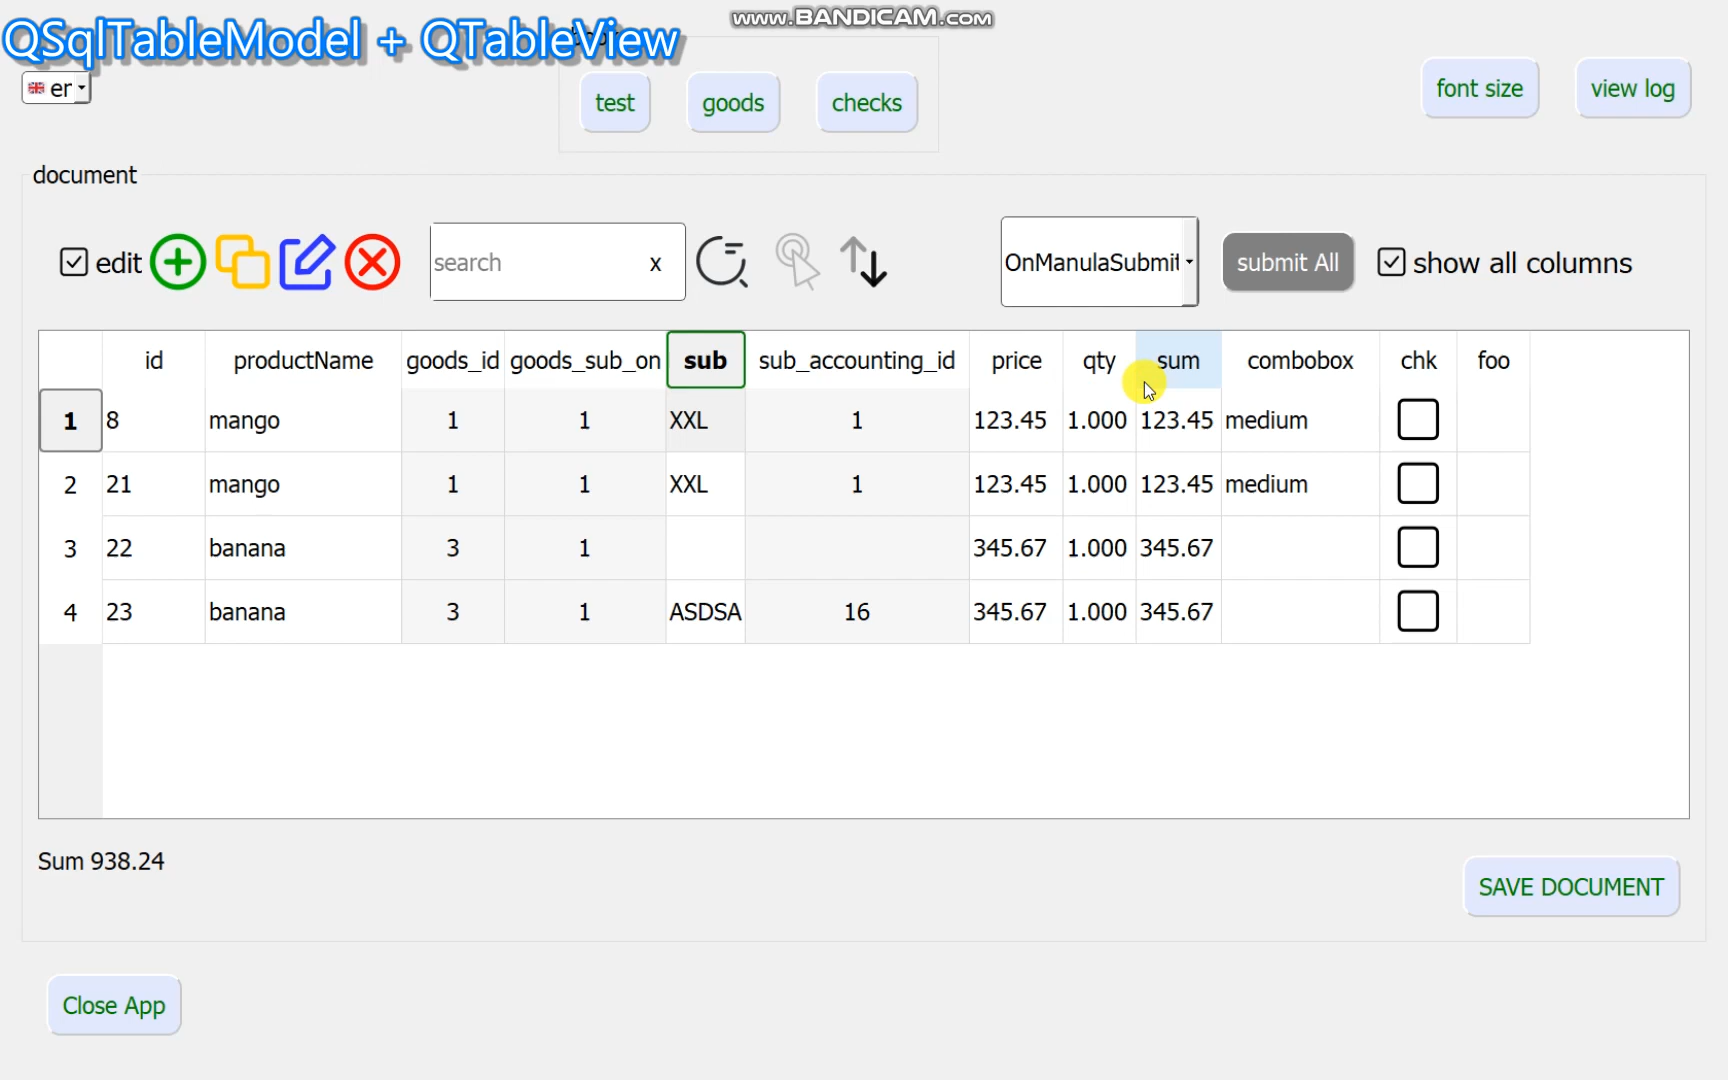 www.BANDICAM.com
QSqlTableModel + QTableView
er
test
goods
checks
font size
view log
document
edit
search
x
OnManulaSubmit
submit All
show all columns
id productName goods_id goods_sub_on sub sub_accounting_id price qty sum combobox chk foo
1 8 mango 1 1 XXL 1 123.45 1.000 123.45 medium
2 21 mango 1 1 XXL 1 123.45 1.000 123.45 medium
3 22 banana 3 1 345.67 1.000 345.67
4 23 banana 3 1 ASDSA 16 345.67 1.000 345.67
Sum 938.24
SAVE DOCUMENT
Close App